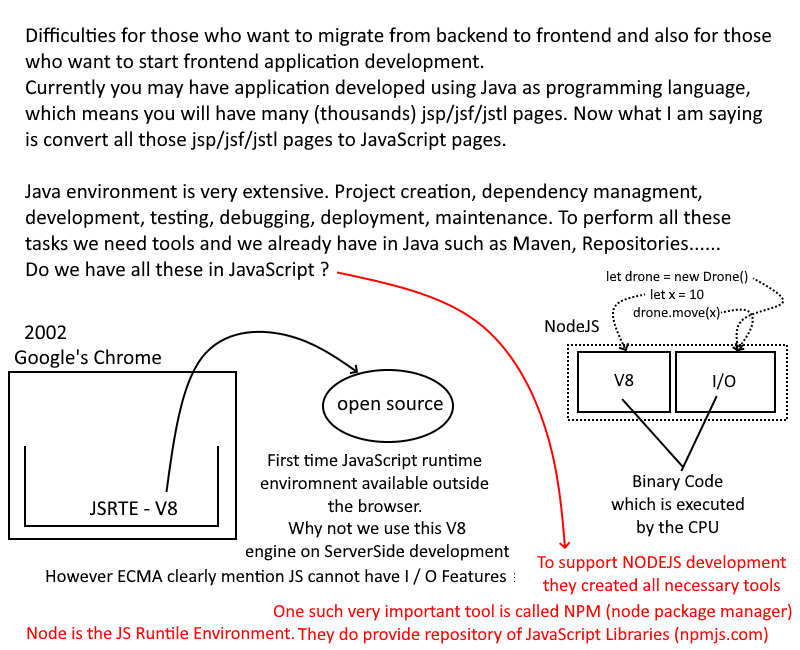 Difficulties for those who want to migrate from backend to frontend and also for those
who want to start frontend application development.
Currently you may have application developed using Java as programming language,
which means you will have many (thousands) jsp/jsf/jstl pages. Now what I am saying
is convert all those jsp/jsf/jstl pages to JavaScript pages.
Java environment is very extensive. Project creation, dependency managment,
development, testing, debugging, deployment, maintenance. To perform all these
tasks we need tools and we already have in Java such as Maven, Repositories......
Do we have all these in JavaScript ?
let drone = new Drone()
let x = 10
drone.move(x)
NodeJS
V8
I/O
Binary Code
which is executed
by the CPU
2002
Google's Chrome
JSRTE - V8
open source
First time JavaScript runtime
enviromnent available outside
the browser.
Why not we use this V8
engine on ServerSide development
However ECMA clearly mention JS cannot have I / O Features
To support NODEJS development
they created all necessary tools
One such very important tool is called NPM (node package manager)
Node is the JS Runtile Environment. They do provide repository of JavaScript Libraries (npmjs.com)